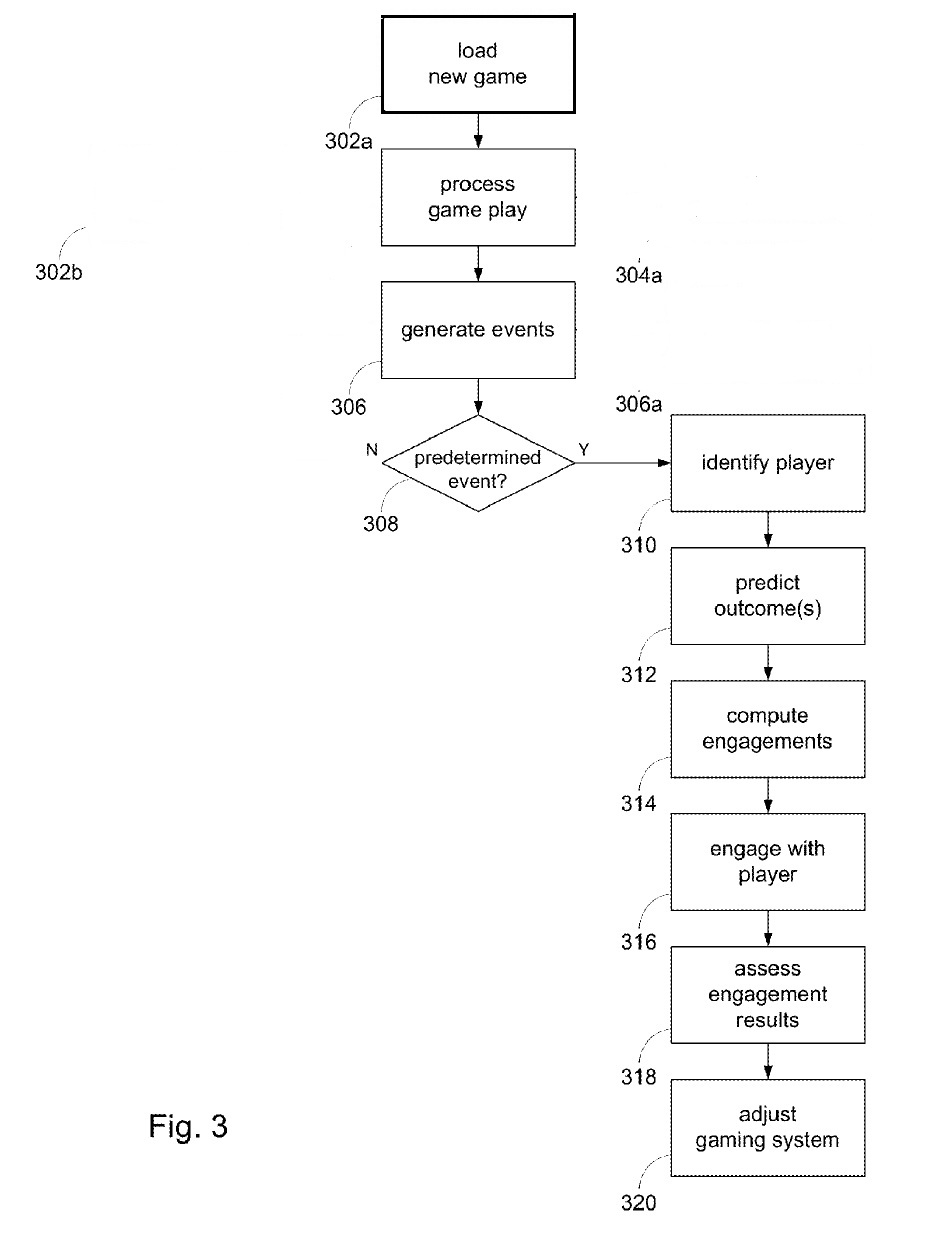 load
new game
302a
process
game play
302b
304a
generate events
306
306a
N
Y
predetermined
event?
308
identify player
310
predict
outcome(s)
312
compute
engagements
314
engage with
player
316
assess
engagement
results
318
adjust
gaming system
320
Fig. 3